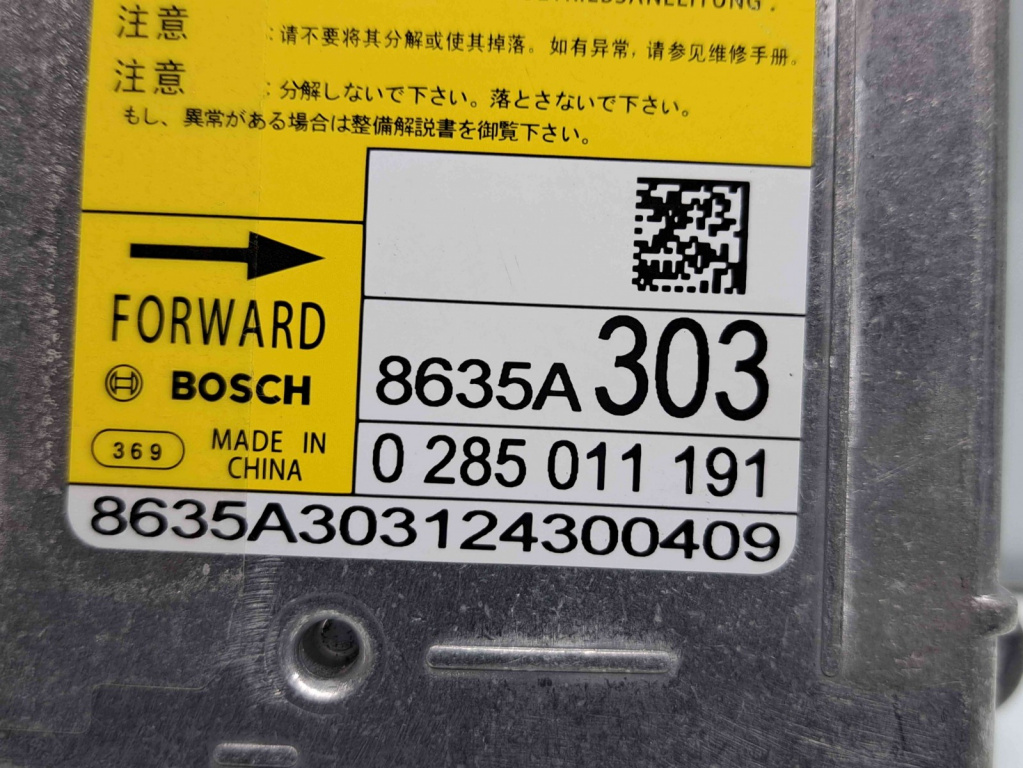 注意 :请不要将其分解或使其掉落。如有异常,请参见维修手册。
注意 :分解しないで下さい。落とさないで下さい。
もし、異常がある場合は整備解説書を御覧下さい。
FORWARD
BOSCH
369 MADE IN
CHINA
8635A303
0 285 011 191
8635A303124300409